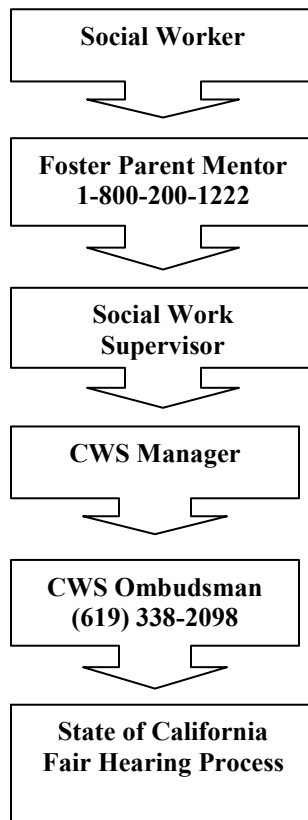 Social Worker
Foster Parent Mentor
1-800-200-1222
Social Work
Supervisor
CWS Manager
CWS Ombudsman
(619) 338-2098
State of California
Fair Hearing Process